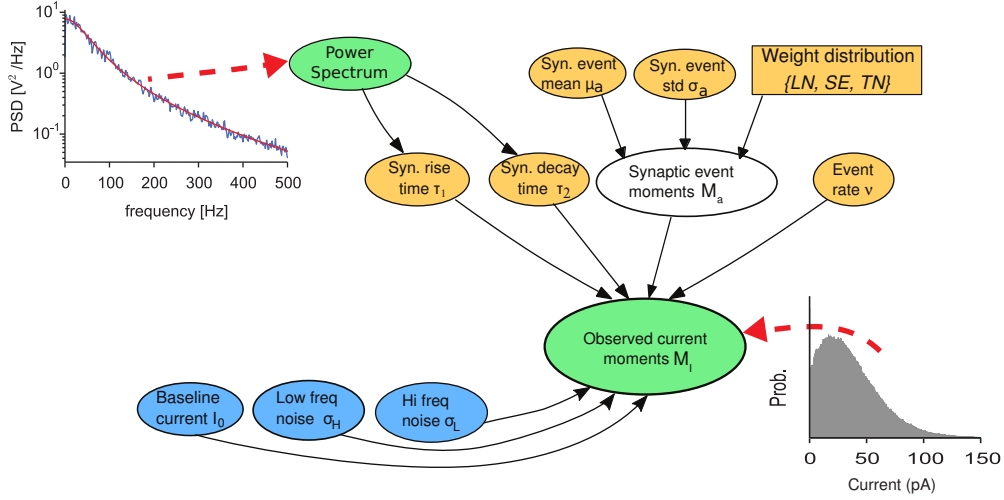 10¹
10⁰
10⁻¹
PSD [V² /Hz]
0 100 200 300 400 500
frequency [Hz]
Power
Spectrum
Syn. event
mean μa
Syn. event
std σa
Weight distribution
{LN, SE, TN}
Syn. rise
time τ₁
Syn. decay
time τ₂
Synaptic event
moments Ma
Event
rate ν
Observed current
moments MI
Baseline
current I₀
Low freq
noise σH
Hi freq
noise σL
Prob.
0 50 100 150
Current (pA)